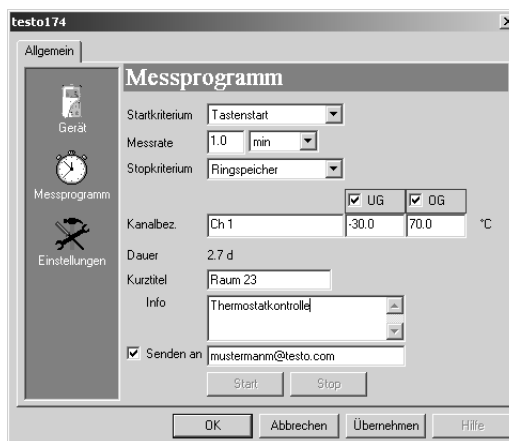 testo174
Allgemein
Gerät
Messprogramm
Einstellungen
Messprogramm
Startkriterium Tastenstart
Messrate 1.0 min
Stopkriterium Ringspeicher
UG OG
Kanalbez. Ch 1 -30.0 70.0 °C
Dauer 2.7 d
Kurztitel Raum 23
Info Thermostatkontrolle
Senden an mustermanm@testo.com
Start Stop
OK Abbrechen Übernehmen Hilfe